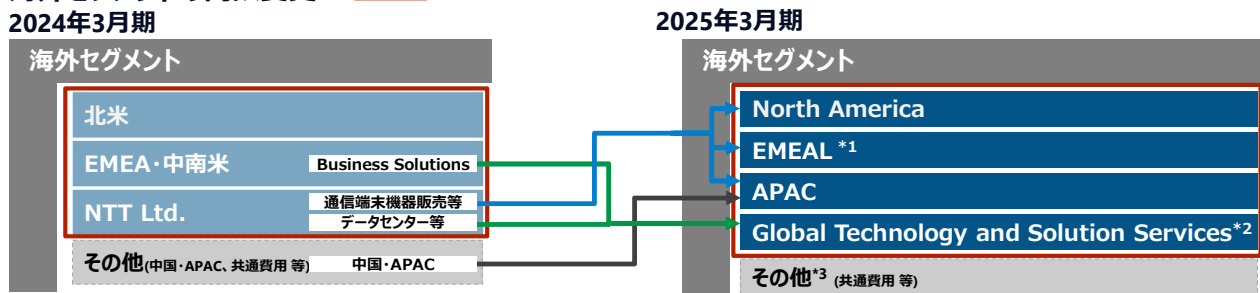 2024年3月期
2025年3月期
海外セグメント
北米
EMEA・中南米
Business Solutions
NTT Ltd.
通信端末機器販売等
データセンター等
その他(中国・APAC、共通費用 等)
中国・APAC
海外セグメント
North America
EMEAL *1
APAC
Global Technology and Solution Services*2
その他*3 (共通費用 等)